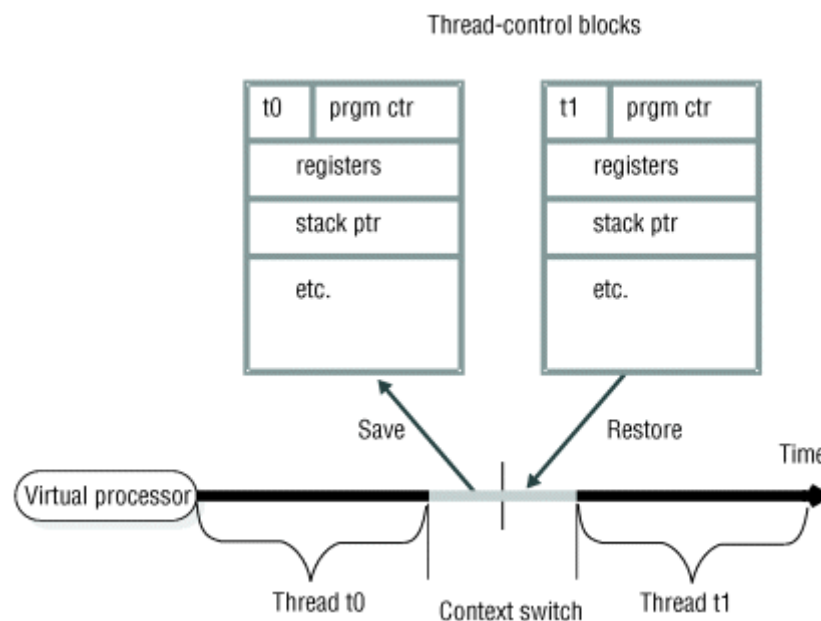 Thread-control blocks
t0 prgm ctr
registers
stack ptr
etc.
t1 prgm ctr
registers
stack ptr
etc.
Save
Restore
Time
Virtual processor
Thread t0
Context switch
Thread t1